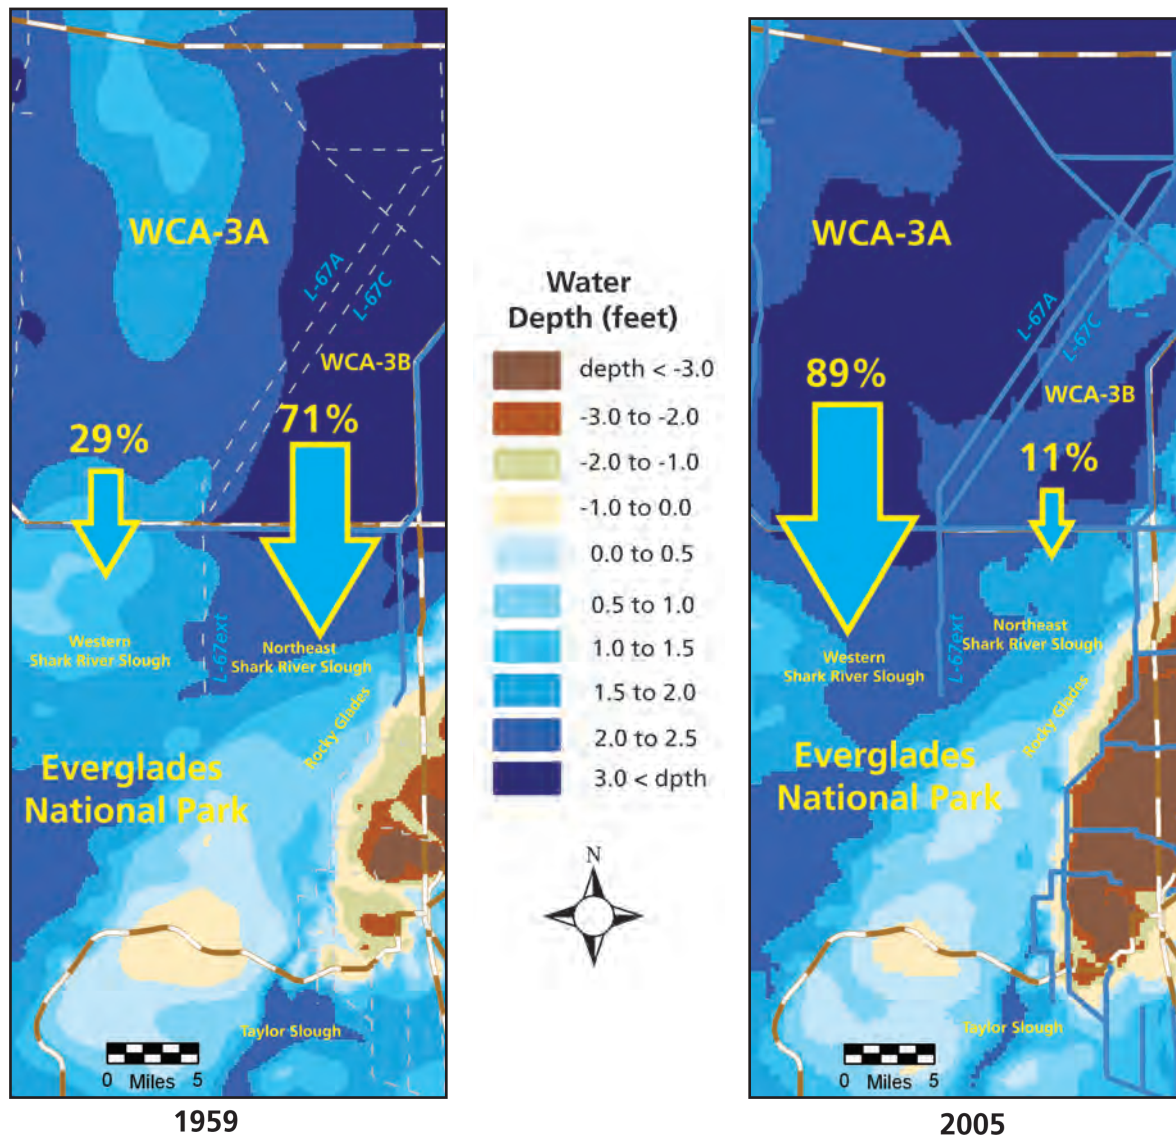 WCA-3A
L-67A
L-67C
WCA-3B
71%
29%
Western
Shark River Slough
L-67ext
Northeast
Shark River Slough
Rocky Glades
Everglades
National Park
Taylor Slough
0 Miles 5
1959
Water
Depth (feet)
depth < -3.0
-3.0 to -2.0
-2.0 to -1.0
-1.0 to 0.0
0.0 to 0.5
0.5 to 1.0
1.0 to 1.5
1.5 to 2.0
2.0 to 2.5
3.0 < dpth
N
WCA-3A
L-67A
L-67C
89%
WCA-3B
11%
Northeast
Shark River Slough
L-67ext
Western
Shark River Slough
Rocky Glades
Everglades
National Park
Taylor Slough
0 Miles 5
2005